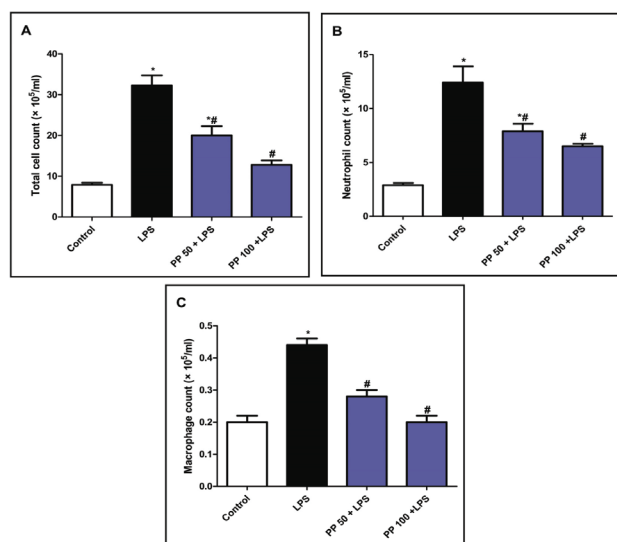 A
Total cell count (× 10⁵/ml)
40
30
20
10
0
*
*#
#
Control
LPS
PP 50 + LPS
PP 100 +LPS
B
Neutrophil count (× 10⁵/ml)
15
10
5
0
*
*#
#
Control
LPS
PP 50 + LPS
PP 100 +LPS
C
Macrophage count (× 10⁵/ml)
0.5
0.4
0.3
0.2
0.1
0.0
*
#
#
Control
LPS
PP 50 + LPS
PP 100 +LPS